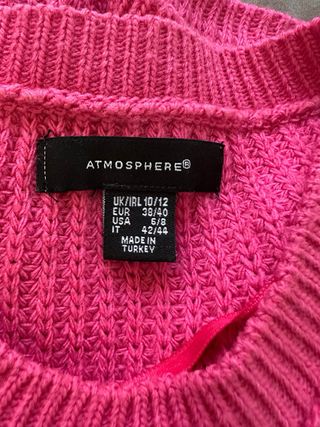 ATMOSPHERE®
UK/IRL 10/12
EUR 38/40
USA 6/8
IT 42/44
MADE IN
TURKEY